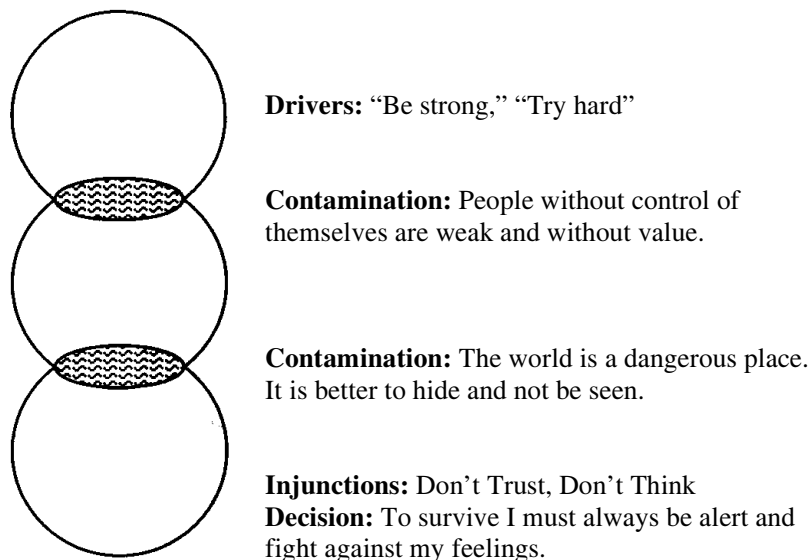 Drivers: “Be strong,” “Try hard”
Contamination: People without control of
themselves are weak and without value.
Contamination: The world is a dangerous place.
It is better to hide and not be seen.
Injunctions: Don’t Trust, Don’t Think
Decision: To survive I must always be alert and
fight against my feelings.